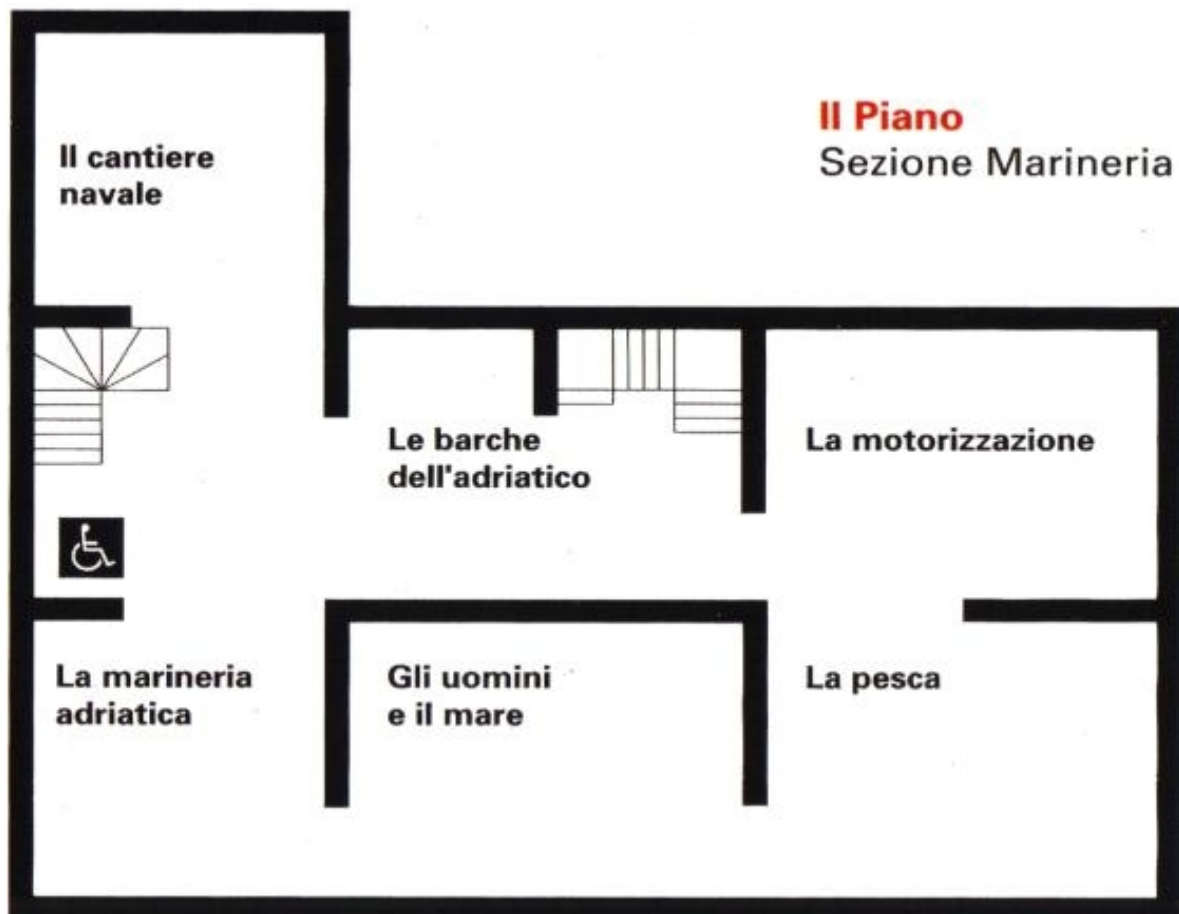 II Piano
Sezione Marineria
Il cantiere
navale
Le barche
dell'adriatico
La motorizzazione
La marineria
adriatica
Gli uomini
e il mare
La pesca